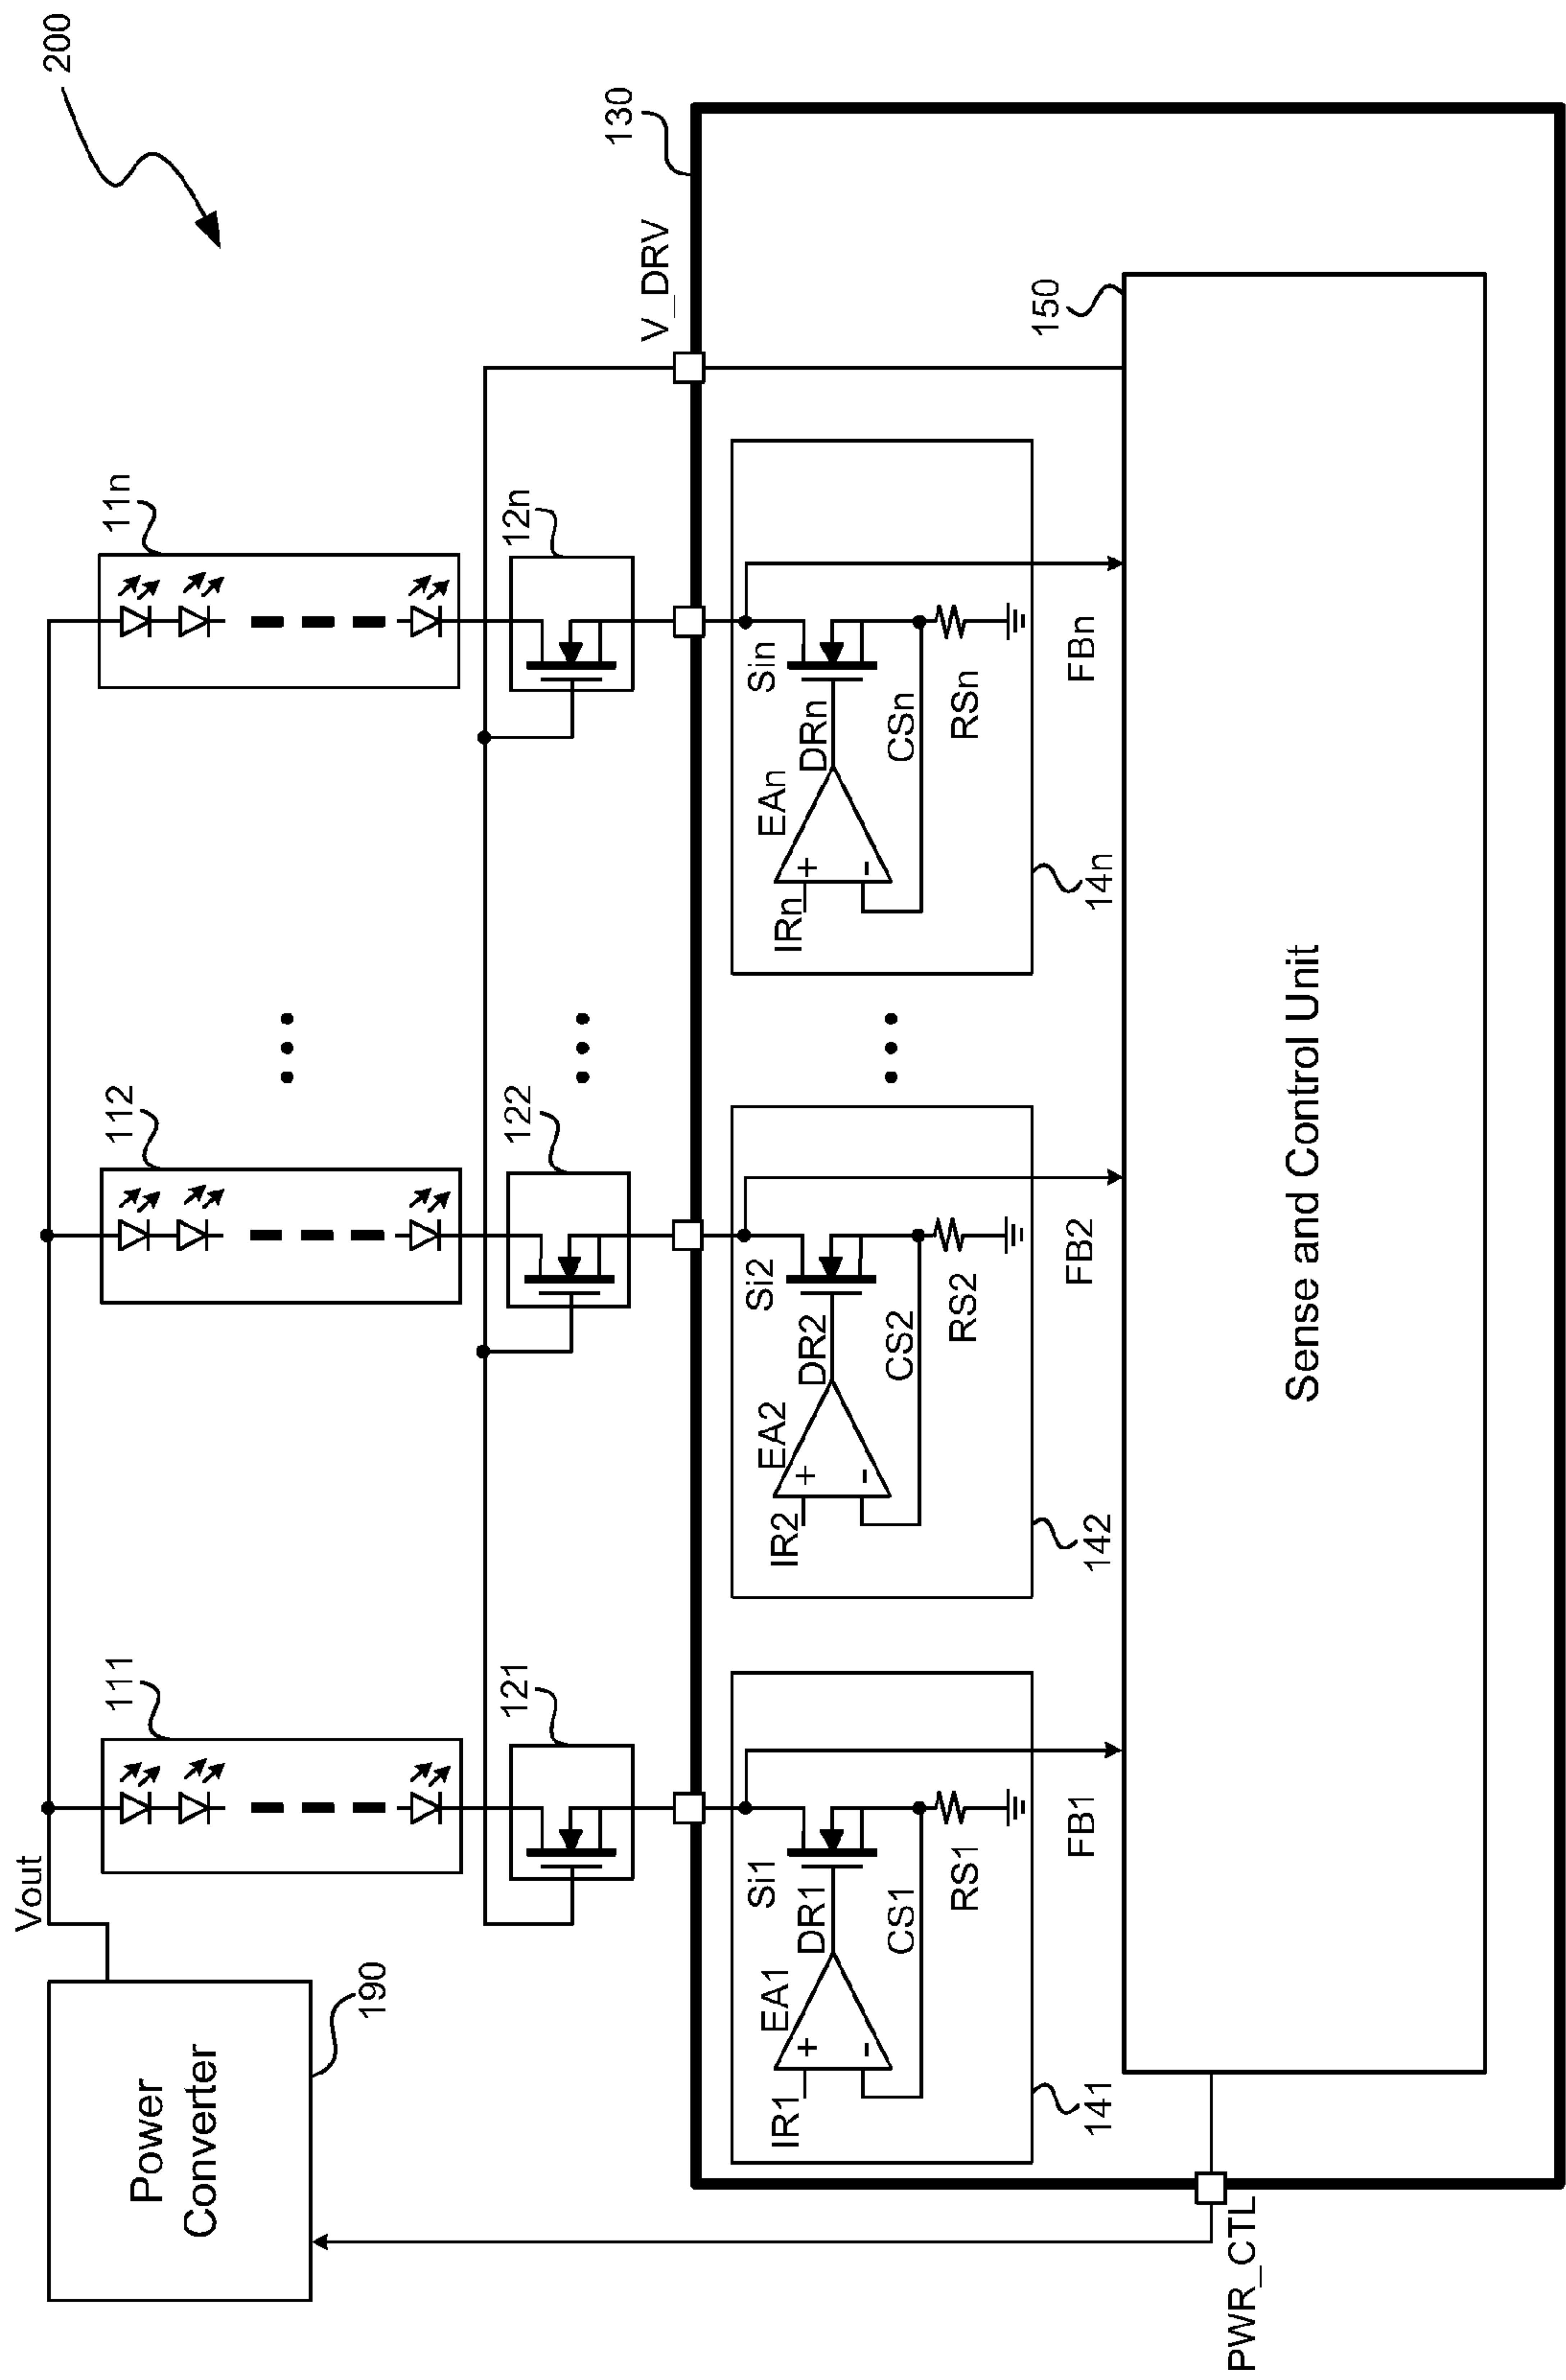 200
Vout
Power
Converter
190
111
112
11n
121
122
12n
V_DRV
130
Si1
EA1
DR1
IR1
+
-
CS1
RS1
141
FB1
Si2
EA2
DR2
IR2
+
-
CS2
RS2
142
FB2
Sin
EAn
DRn
IRn
+
-
CSn
RSn
14n
FBn
150
Sense and Control Unit
PWR_CTL